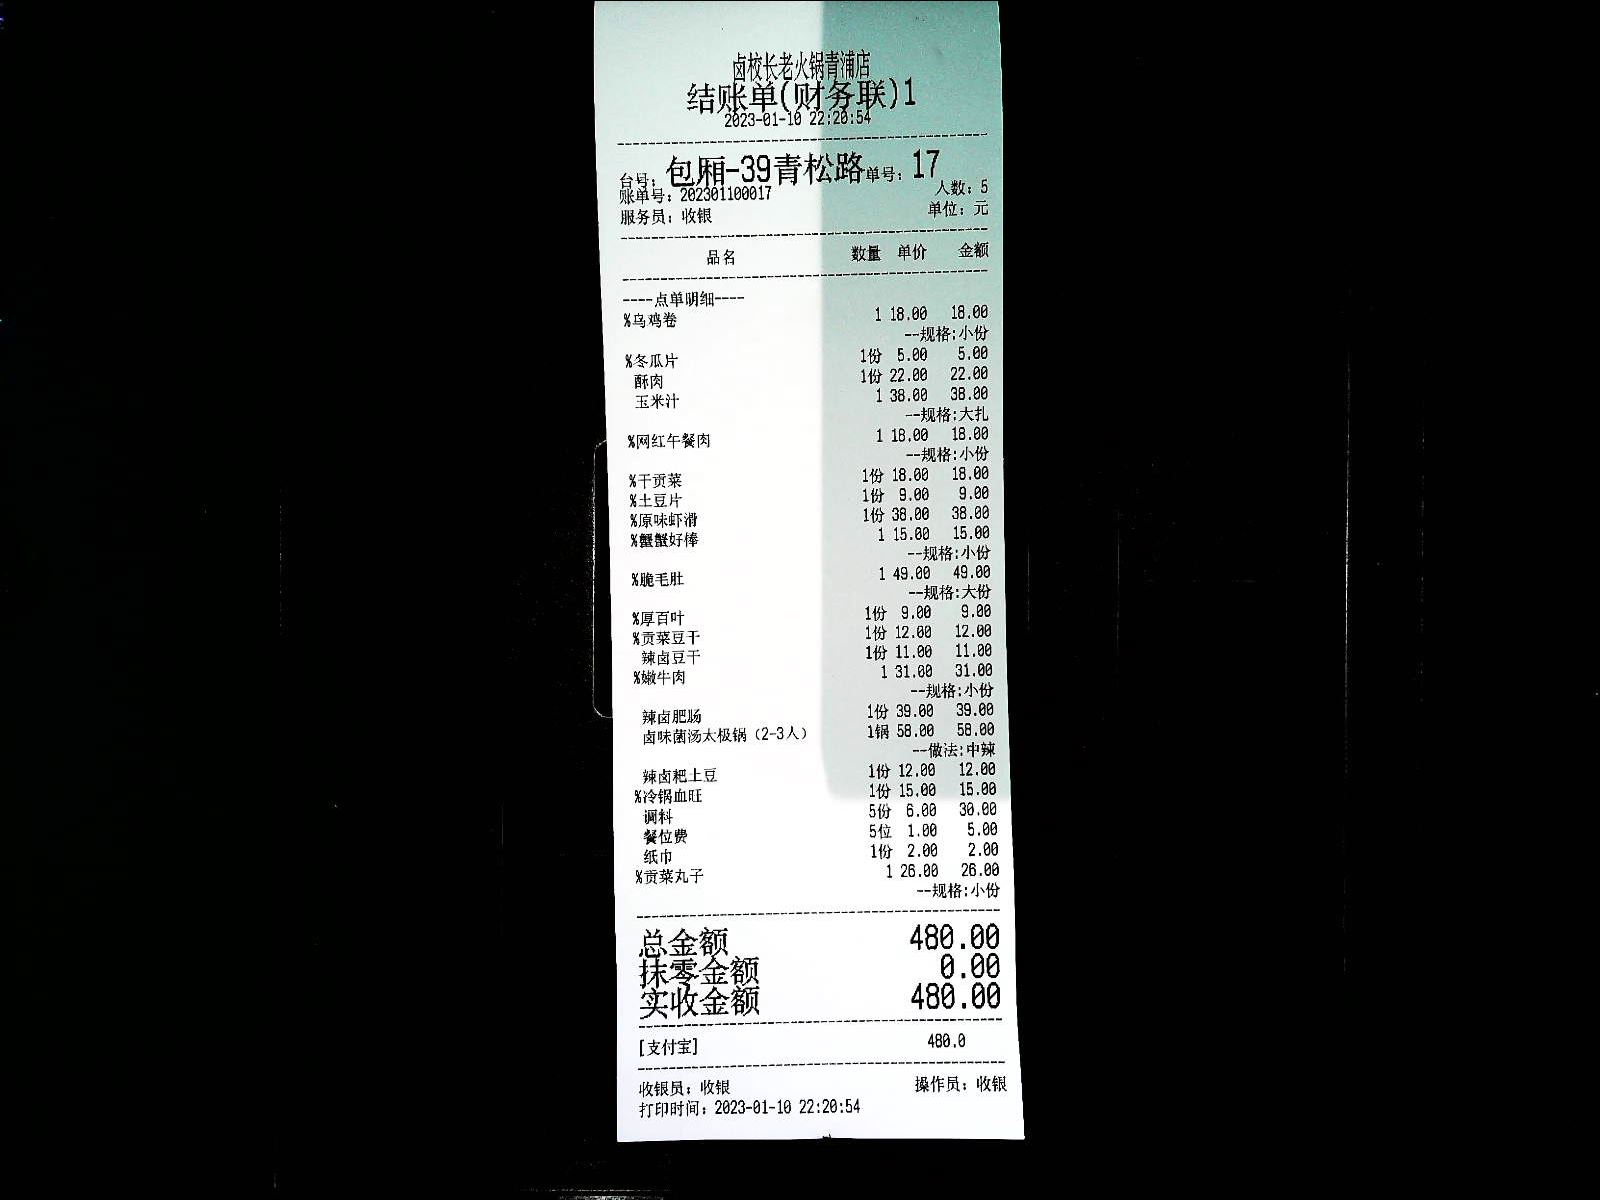 卤校长老火锅青浦店
结账单(财务联)1
2023-01-10 22:20:54
台号：包厢-39青松路 单号：17
账单号：202301100017 人数：5
服务员：收银 单位：元
品名 数量 单价 金额
----点单明细----
%乌鸡卷 1 18.00 18.00
--规格:小份
%冬瓜片 1份 5.00 5.00
酥肉 1份 22.00 22.00
玉米汁 1 38.00 38.00
--规格:大扎
%网红午餐肉 1 18.00 18.00
--规格:小份
%干贡菜 1份 18.00 18.00
%土豆片 1份 9.00 9.00
%原味虾滑 1份 38.00 38.00
%蟹蟹好棒 1 15.00 15.00
--规格:小份
%脆毛肚 1 49.00 49.00
--规格:大份
%厚百叶 1份 9.00 9.00
%贡菜豆干 1份 12.00 12.00
辣卤豆干 1份 11.00 11.00
%嫩牛肉 1 31.00 31.00
--规格:小份
辣卤肥肠 1份 39.00 39.00
卤味菌汤太极锅（2-3人） 1锅 58.00 58.00
--做法:中辣
辣卤粑土豆 1份 12.00 12.00
%冷锅血旺 1份 15.00 15.00
调料 5份 6.00 30.00
餐位费 5位 1.00 5.00
纸巾 1份 2.00 2.00
%贡菜丸子 1 26.00 26.00
--规格:小份
总金额 480.00
抹零金额 0.00
实收金额 480.00
[支付宝] 480.0
收银员：收银 操作员：收银
打印时间：2023-01-10 22:20:54